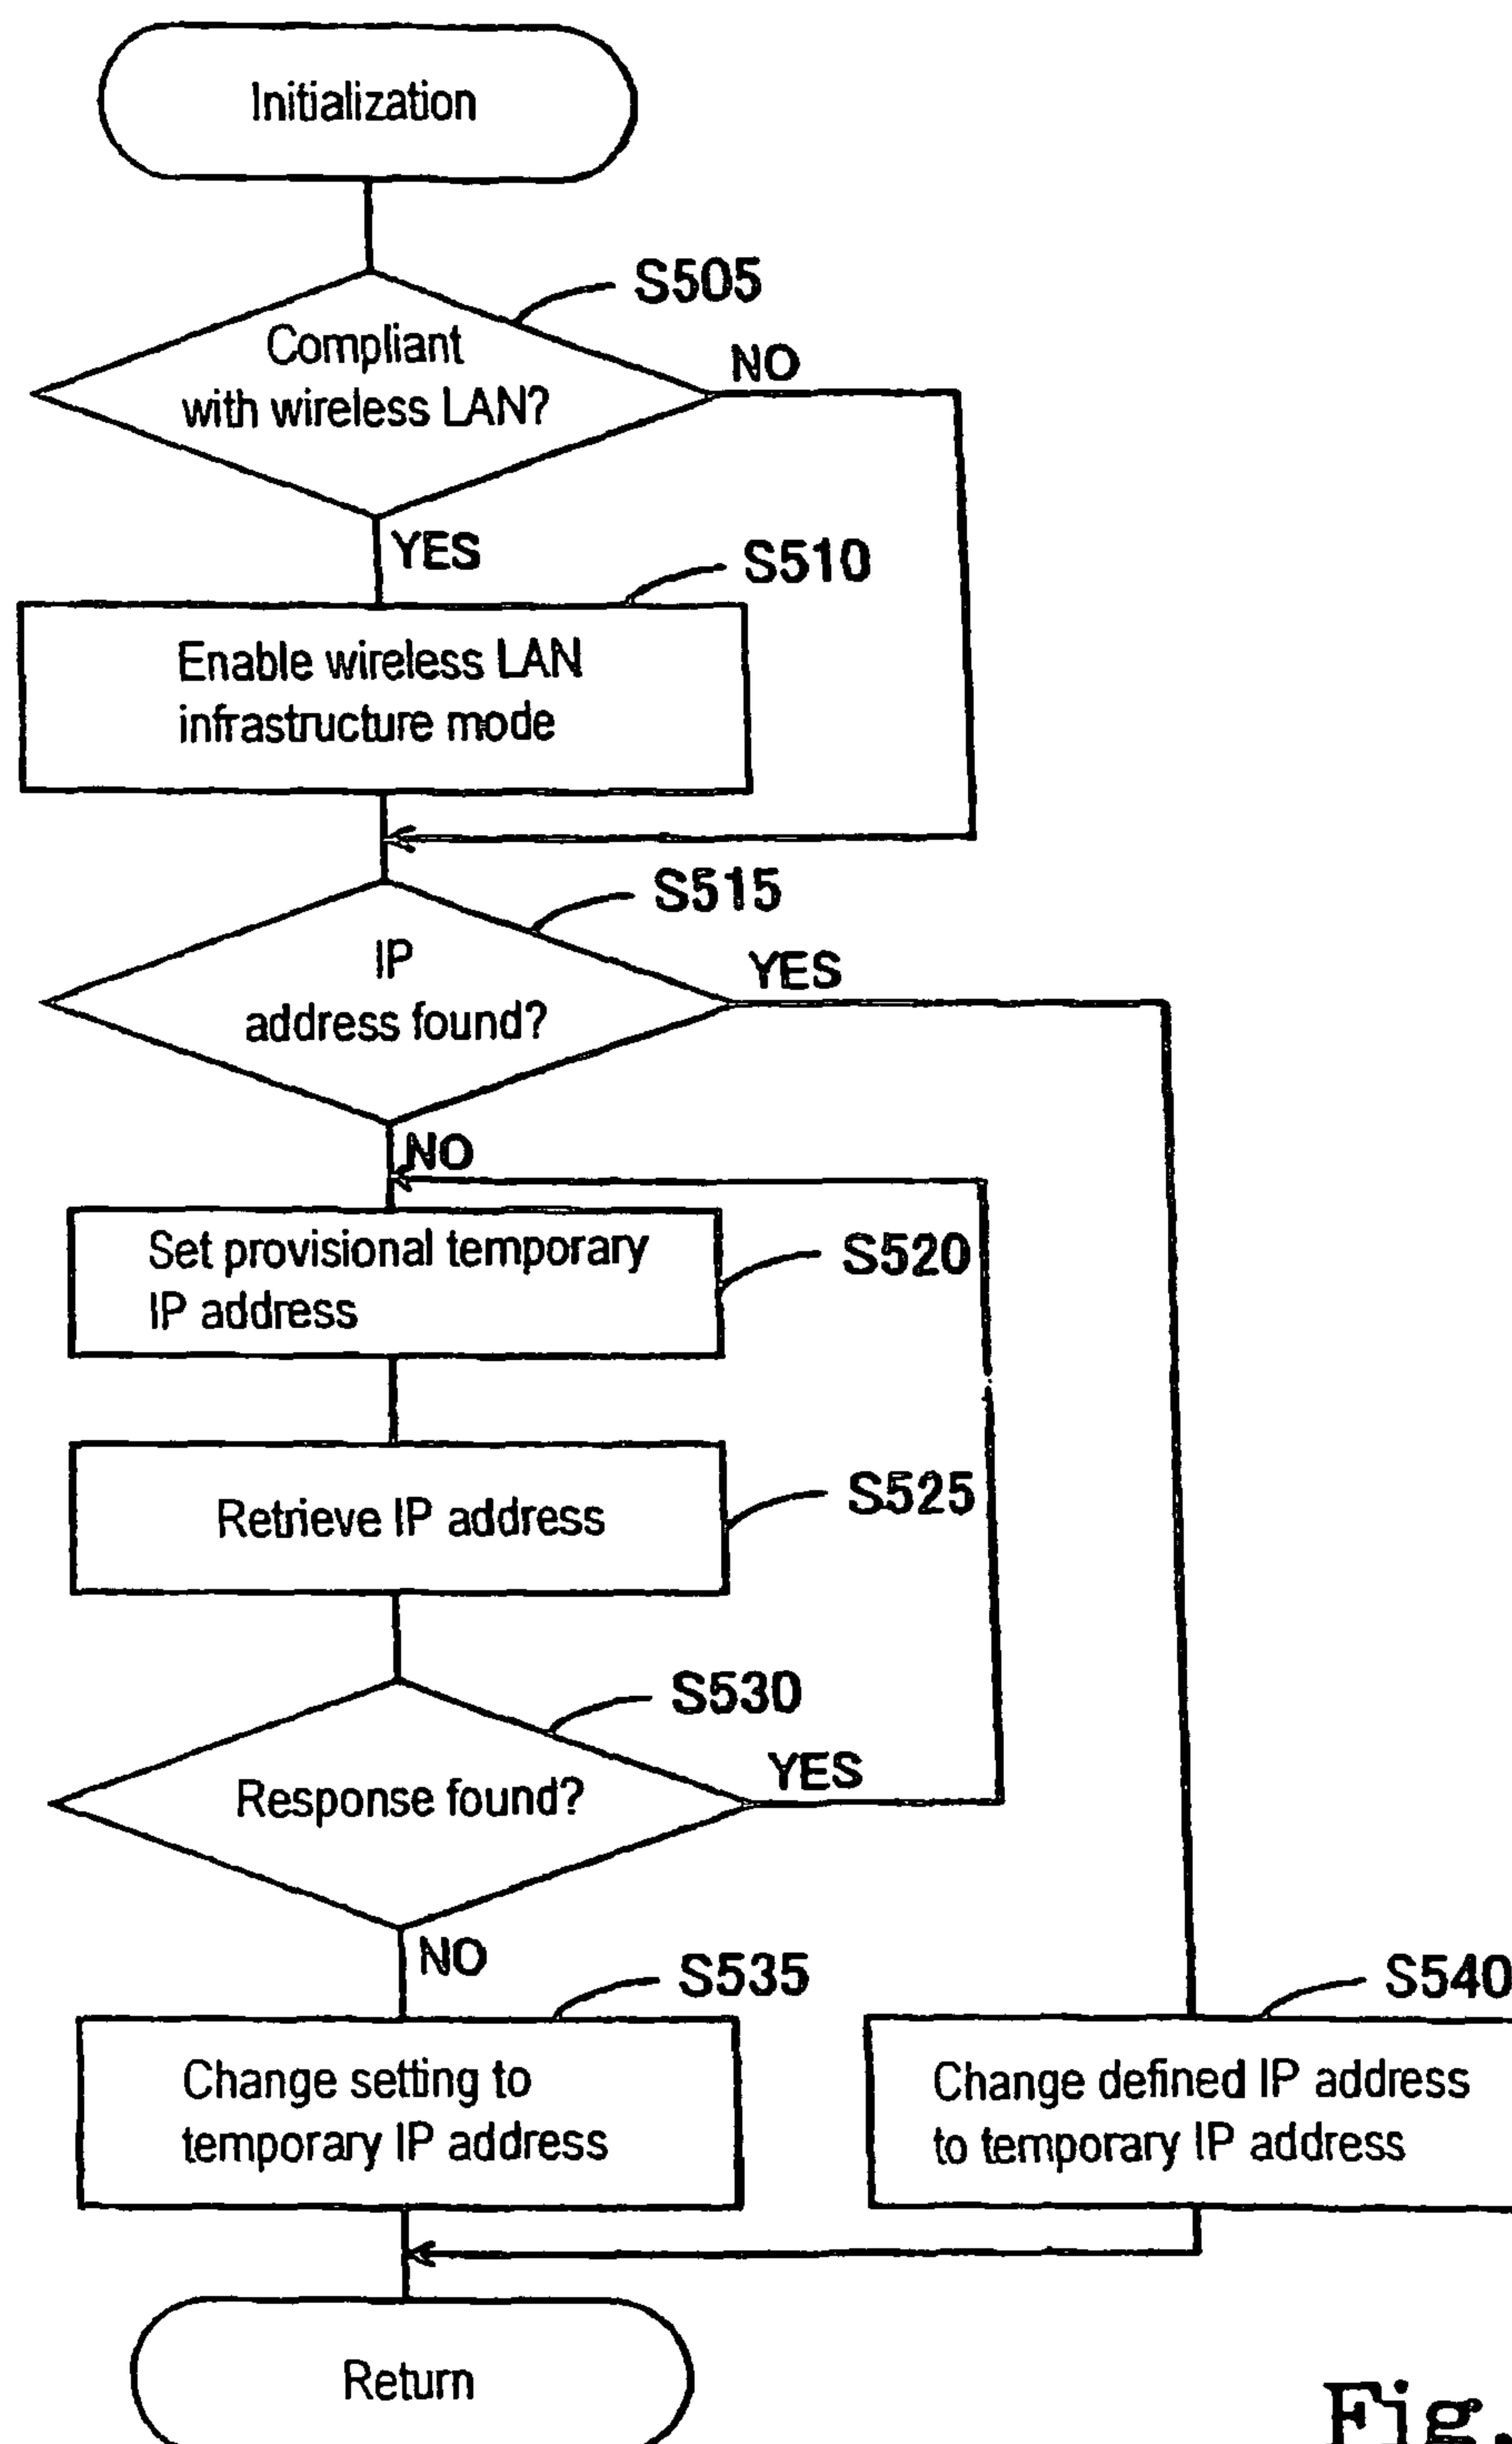 Initialization
S505
Compliant
with wireless LAN?
NO
YES
S510
Enable wireless LAN
infrastructure mode
S515
IP
address found?
YES
NO
Set provisional temporary
IP address
S520
Retrieve IP address
S525
S530
Response found?
YES
NO
S535
Change setting to
temporary IP address
S540
Change defined IP address
to temporary IP address
Return
Fig.